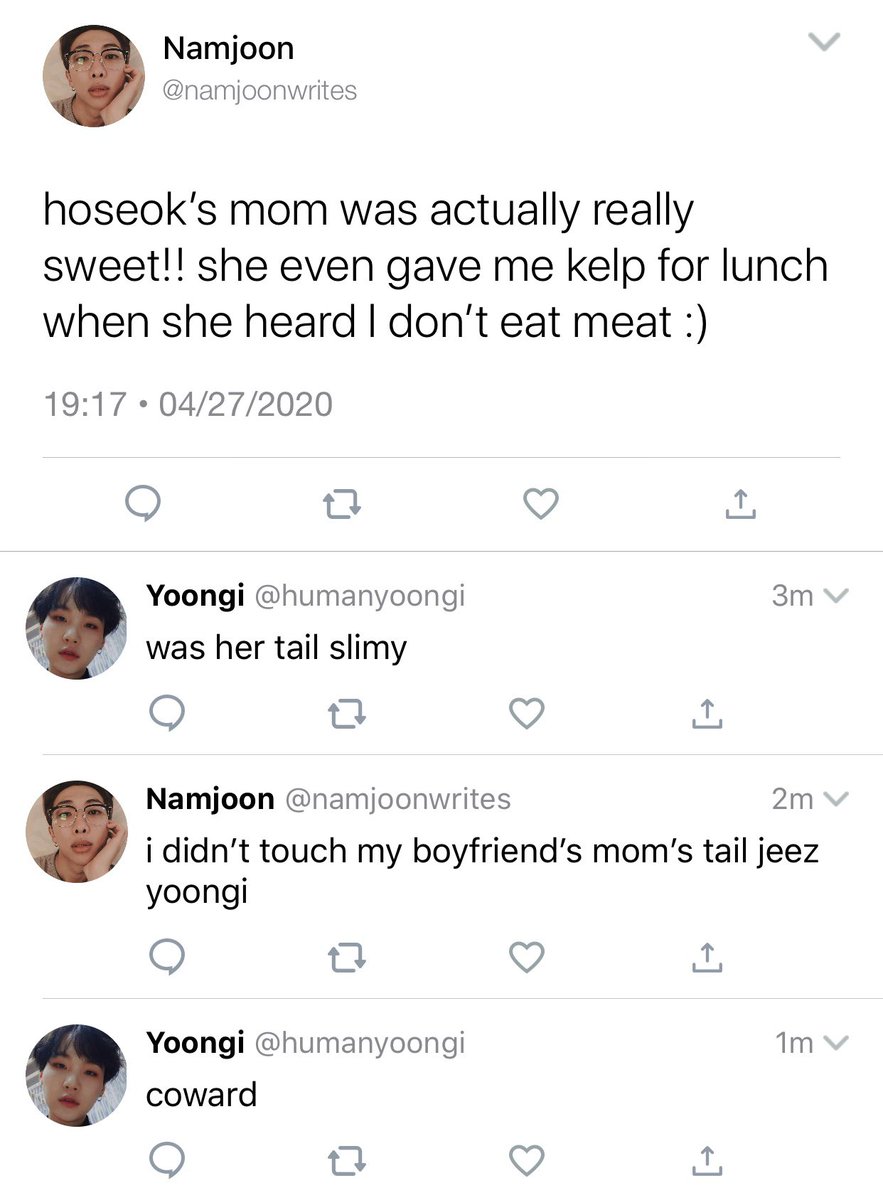 Namjoon
@namjoonwrites
hoseok’s mom was actually really
sweet!! she even gave me kelp for lunch
when she heard I don’t eat meat :)
19:17 • 04/27/2020
Yoongi @humanyoongi 3m
was her tail slimy
Namjoon @namjoonwrites 2m
i didn’t touch my boyfriend’s mom’s tail jeez
yoongi
Yoongi @humanyoongi 1m
coward